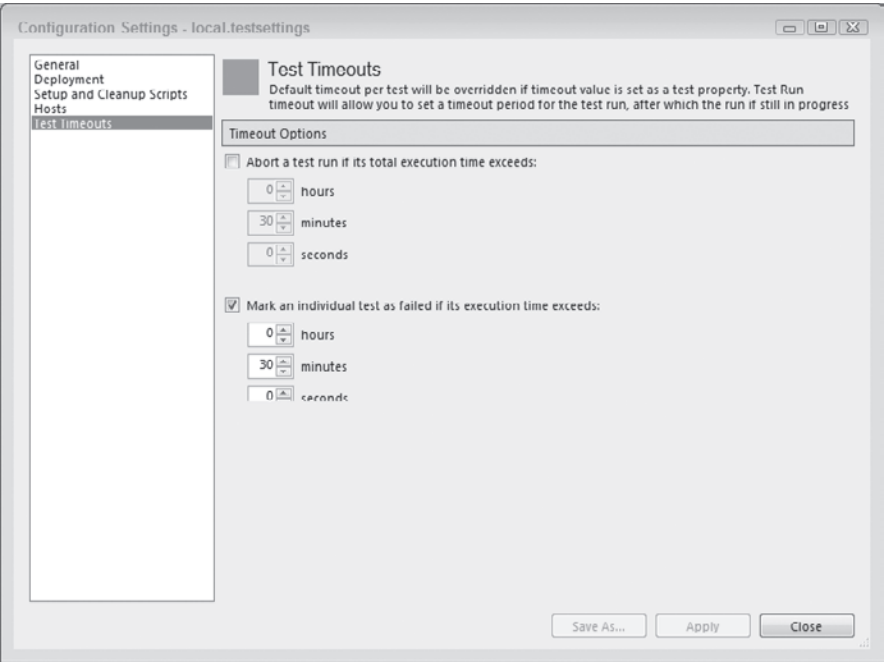 Configuration Settings - local.testsettings
General
Deployment
Setup and Cleanup Scripts
Hosts
Test Timeouts
Test Timeouts
Default timeout per test will be overridden if timeout value is set as a test property. Test Run
timeout will allow you to set a timeout period for the test run, after which the run if still in progress
Timeout Options
Abort a test run if its total execution time exceeds:
0 hours
30 minutes
0 seconds
Mark an individual test as failed if its execution time exceeds:
0 hours
30 minutes
0 seconds
Save As...
Apply
Close